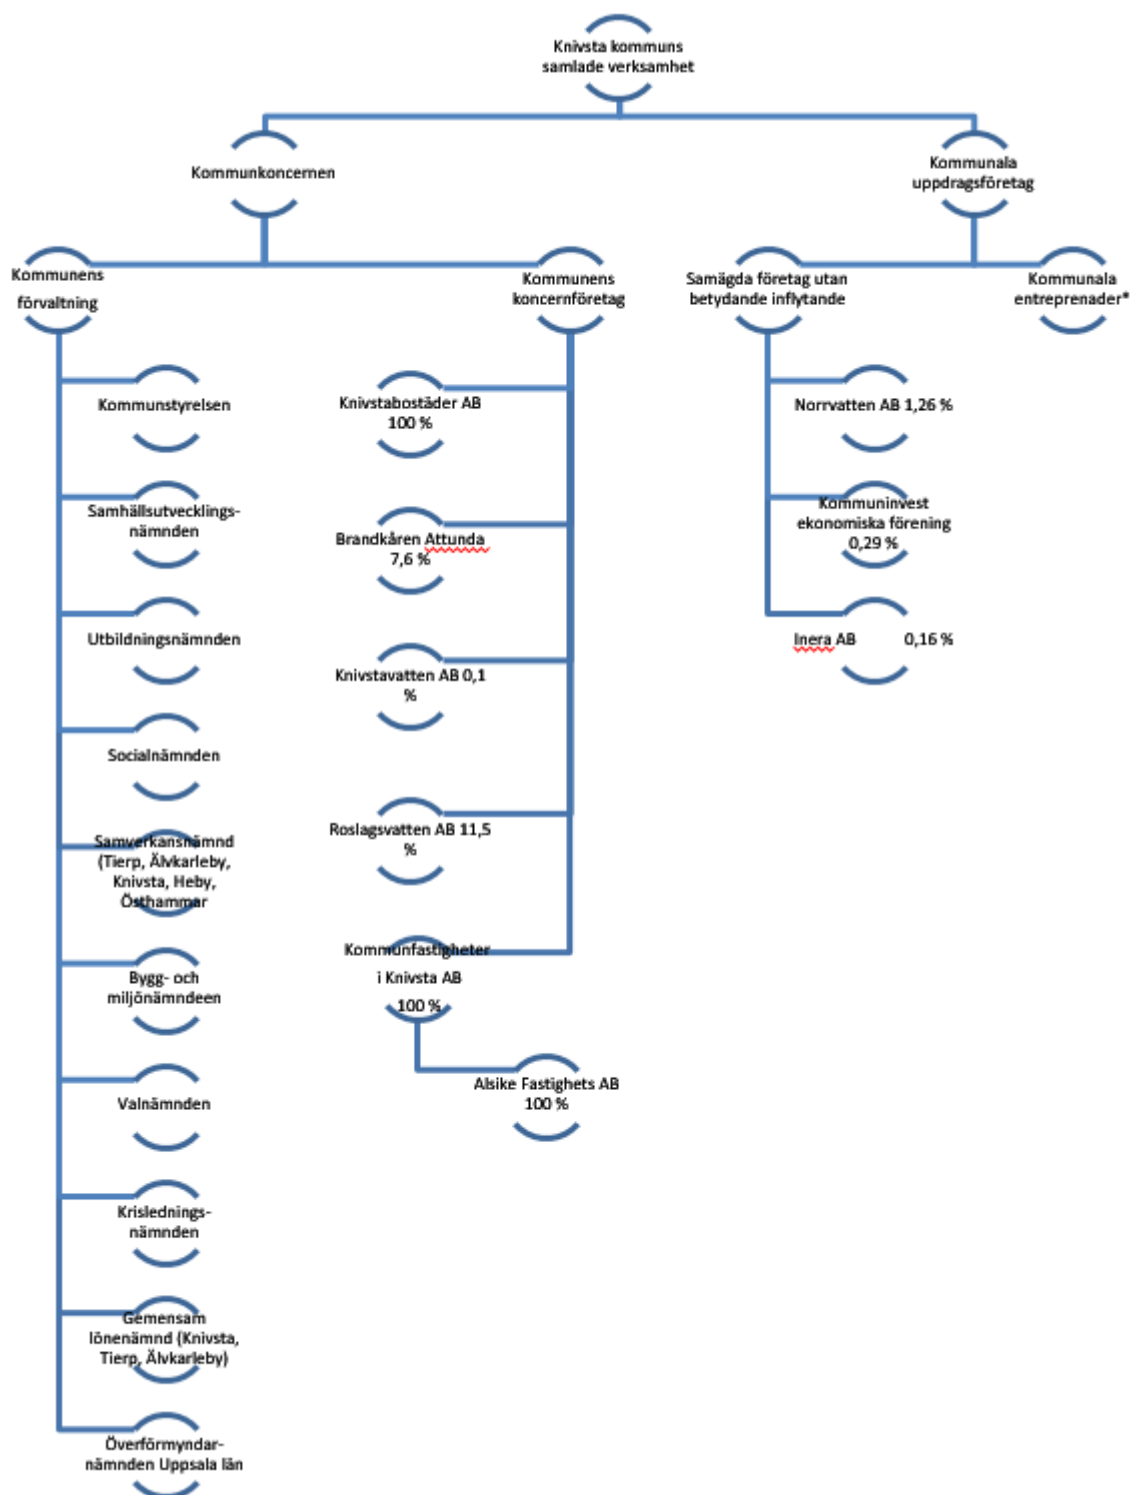 Knivsta kommuns
samlade verksamhet
Kommunkoncernen
Kommunala
uppdragsföretag
Kommunens
förvaltning
Kommunens
koncernföretag
Samägda företag utan
betydande inflytande
Kommunala
entreprenader*
Kommunstyrelsen
Samhällsutvecklings-
nämnden
Utbildningsnämnden
Socialnämnden
Samverkansnämnd
(Tierp, Älvkarleby,
Knivsta, Heby,
Östhammar
Bygg- och
miljönämndeen
Valnämnden
Krislednings-
nämnden
Gemensam
lönenämnd (Knivsta,
Tierp, Älvkarleby)
Överförmyndar-
nämnden Uppsala län
Knivstabostäder AB
100 %
Brandkåren Attunda
7,6 %
Knivstavatten AB 0,1
%
Roslagsvatten AB 11,5
%
Kommunfastigheter
i Knivsta AB
100 %
Alsike Fastighets AB
100 %
Norrvatten AB 1,26 %
Kommuninvest
ekonomiska förening
0,29 %
Inera AB 0,16 %